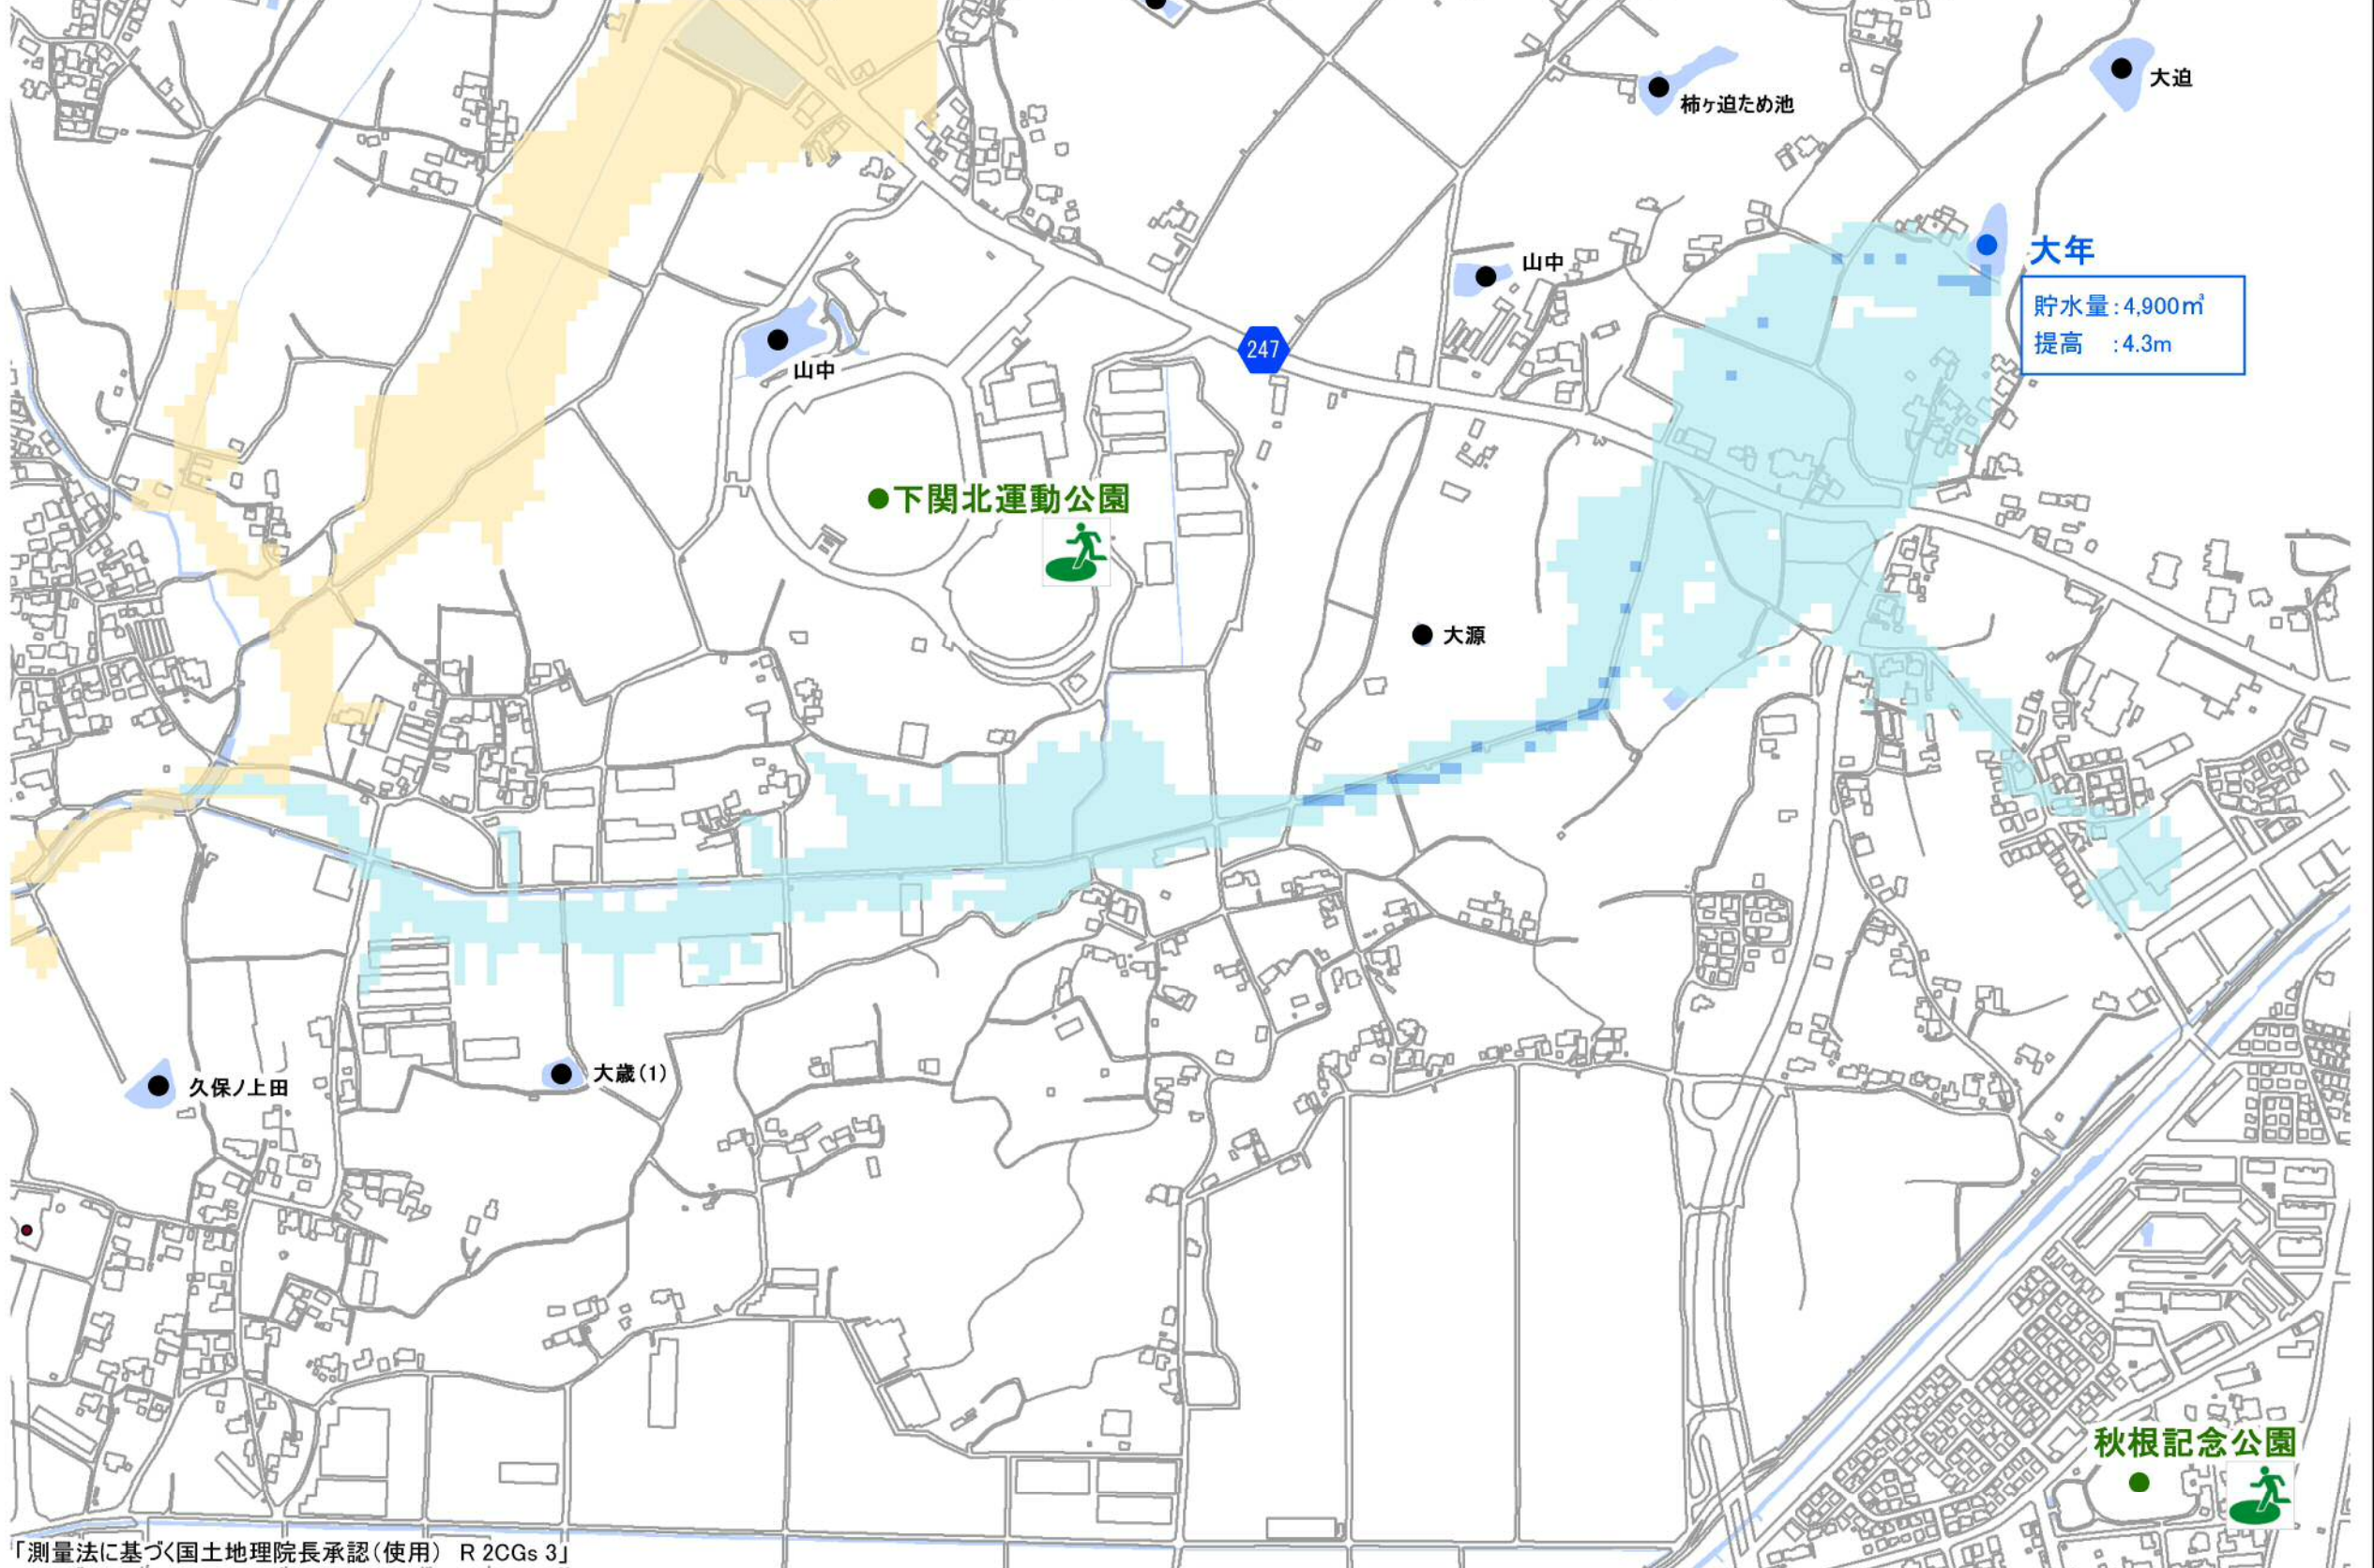 大迫
柿ヶ迫ため池
大年
山中
貯水量:4,900㎥
提高 :4.3m
247
山中
下関北運動公園
大源
大歳(1)
久保ノ上田
秋根記念公園
「測量法に基づく国土地理院長承認(使用) R 2CGs 3」